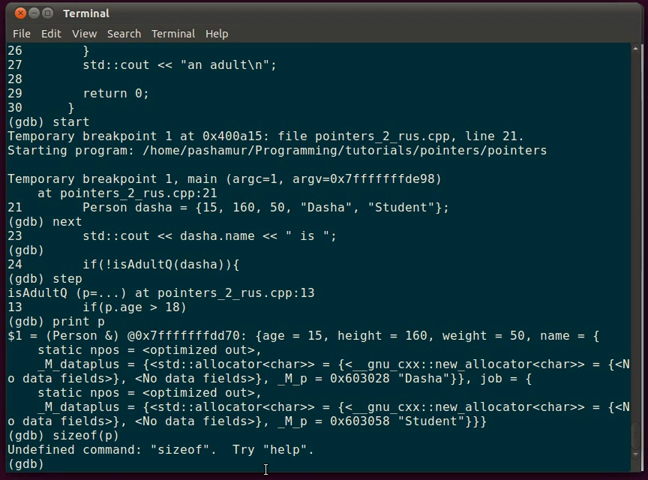 Terminal
File Edit View Search Terminal Help
26 }
27 std::cout << "an adult\n";
28
29 return 0;
30 }
(gdb) start
Temporary breakpoint 1 at 0x400a15: file pointers_2_rus.cpp, line 21.
Starting program: /home/pashamur/Programming/tutorials/pointers/pointers
Temporary breakpoint 1, main (argc=1, argv=0x7fffffffde98)
at pointers_2_rus.cpp:21
21 Person dasha = {15, 160, 50, "Dasha", "Student"};
(gdb) next
23 std::cout << dasha.name << " is ";
(gdb)
24 if(!isAdultQ(dasha)){
(gdb) step
isAdultQ (p=...) at pointers_2_rus.cpp:13
13 if(p.age > 18)
(gdb) print p
$1 = (Person &) @0x7fffffffdd70: {age = 15, height = 160, weight = 50, name = {
static npos = <optimized out>,
_M_dataplus = {<std::allocator<char>> = {<__gnu_cxx::new_allocator<char>> = {<N
o data fields>}, <No data fields>}, _M_p = 0x603028 "Dasha"}}, job = {
static npos = <optimized out>,
_M_dataplus = {<std::allocator<char>> = {<__gnu_cxx::new_allocator<char>> = {<N
o data fields>}, <No data fields>}, _M_p = 0x603058 "Student"}}}
(gdb) sizeof(p)
Undefined command: "sizeof". Try "help".
(gdb)